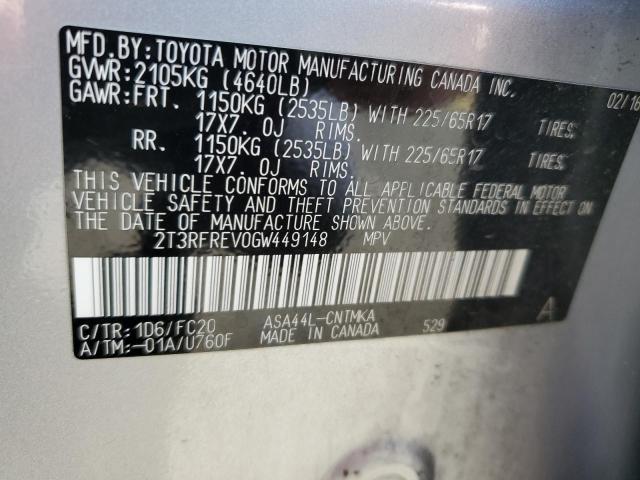 MFD.BY:TOYOTA MOTOR MANUFACTURING CANADA INC.
GVWR:2105KG (4640LB) 02/16
GAWR:FRT. 1150KG (2535LB) WITH 225/65R17 TIRES;
17X7.0J RIMS.
RR. 1150KG (2535LB) WITH 225/65R17 TIRES;
17X7.0J RIMS.
THIS VEHICLE CONFORMS TO ALL APPLICABLE FEDERAL MOTOR
VEHICLE SAFETY AND THEFT PREVENTION STANDARDS IN EFFECT ON
THE DATE OF MANUFACTURE SHOWN ABOVE.
2T3RFREV0GW449148 MPV
C/TR:1D6/FC20 ASA44L-CNTMKA A
A/TM:-01A/U760F MADE IN CANADA 529